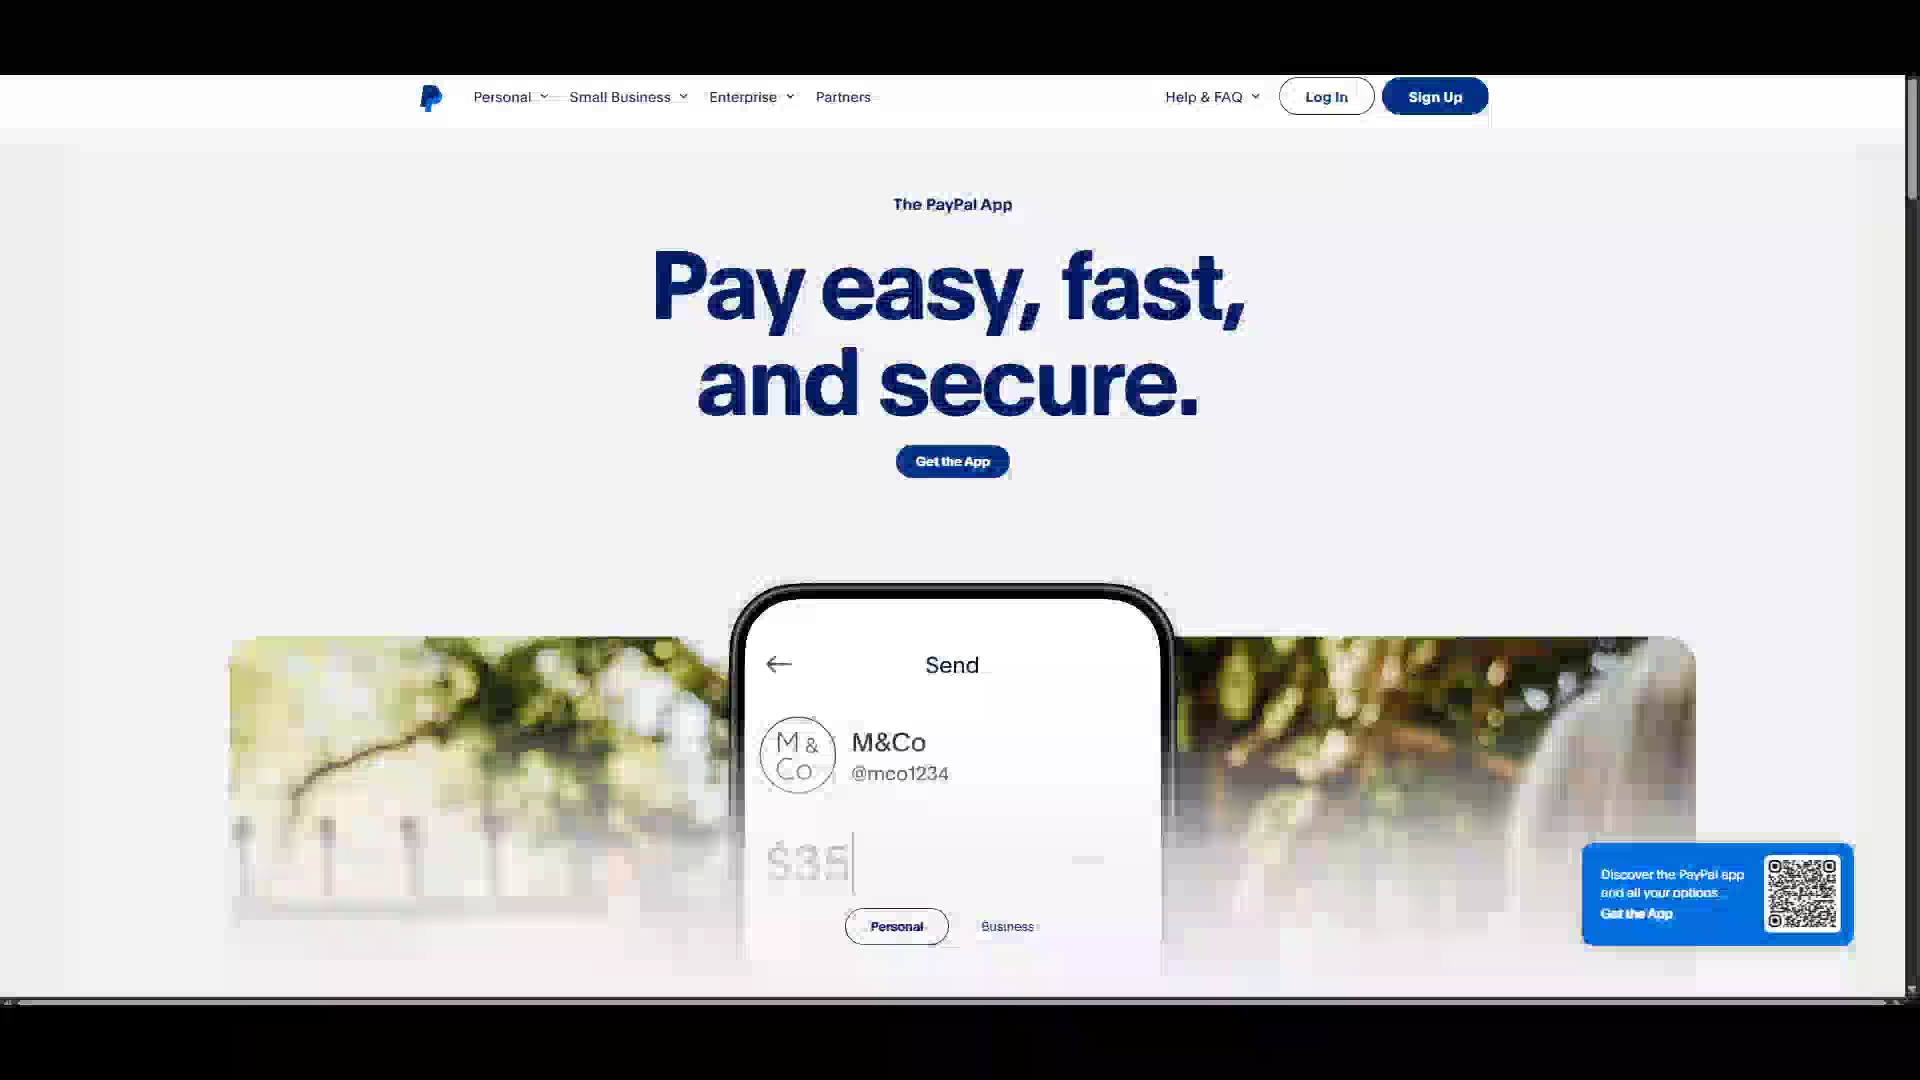 Personal
Small Business
Enterprise
Partners
Help & FAQ
Log In
Sign Up
The PayPal App
Pay easy, fast,
and secure.
Get the App
Send
M &
Co
M&Co
@mco1234
$35
Personal
Business
Discover the PayPal app
and all your options
Get the App